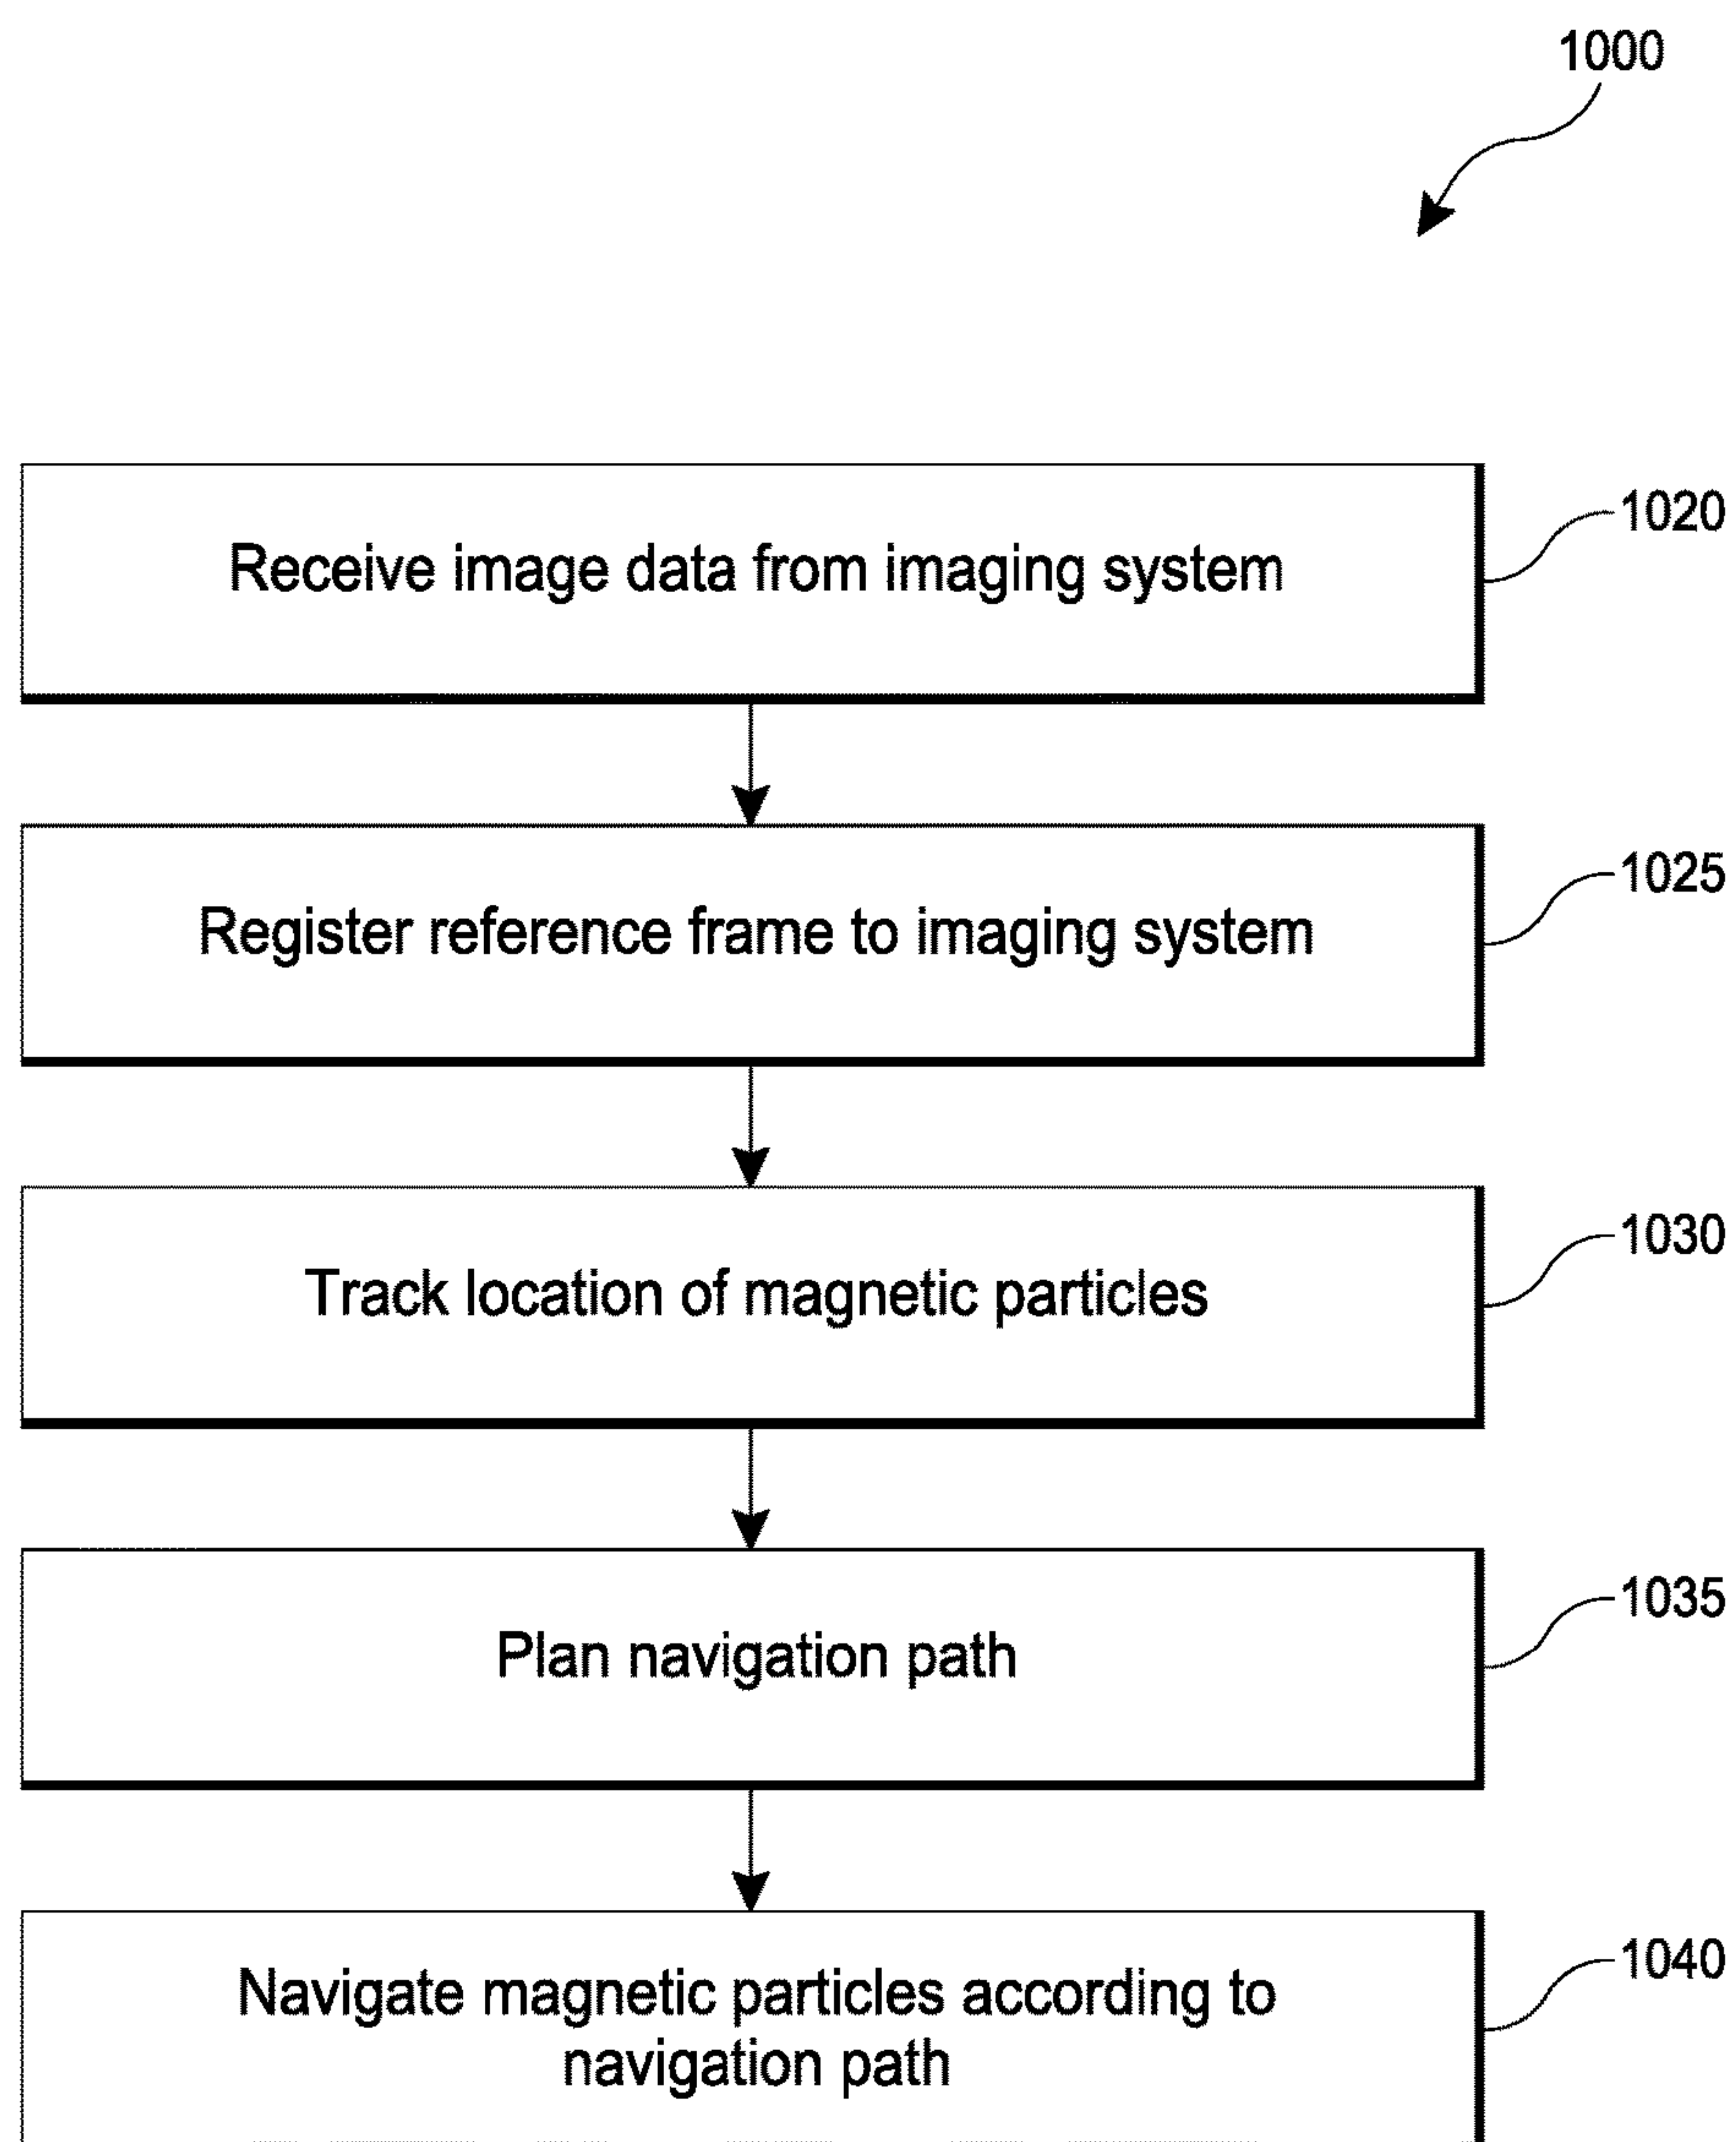 1000
Receive image data from imaging system
1020
Register reference frame to imaging system
1025
Track location of magnetic particles
1030
Plan navigation path
1035
Navigate magnetic particles according to
navigation path
1040